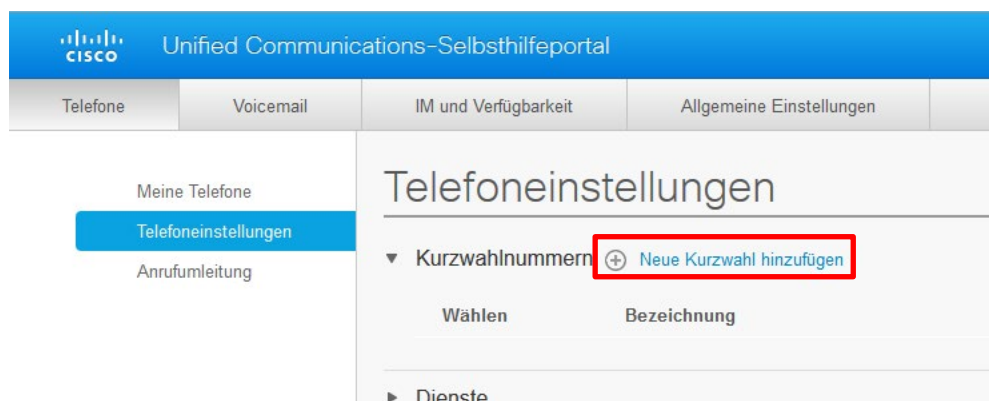 cisco Unified Communications-Selbsthilfeportal
Telefone Voicemail IM und Verfügbarkeit Allgemeine Einstellungen
Meine Telefone
Telefoneinstellungen
Anrufumleitung
Telefoneinstellungen
Kurzwahlnummern Neue Kurzwahl hinzufügen
Wählen Bezeichnung
Dienste